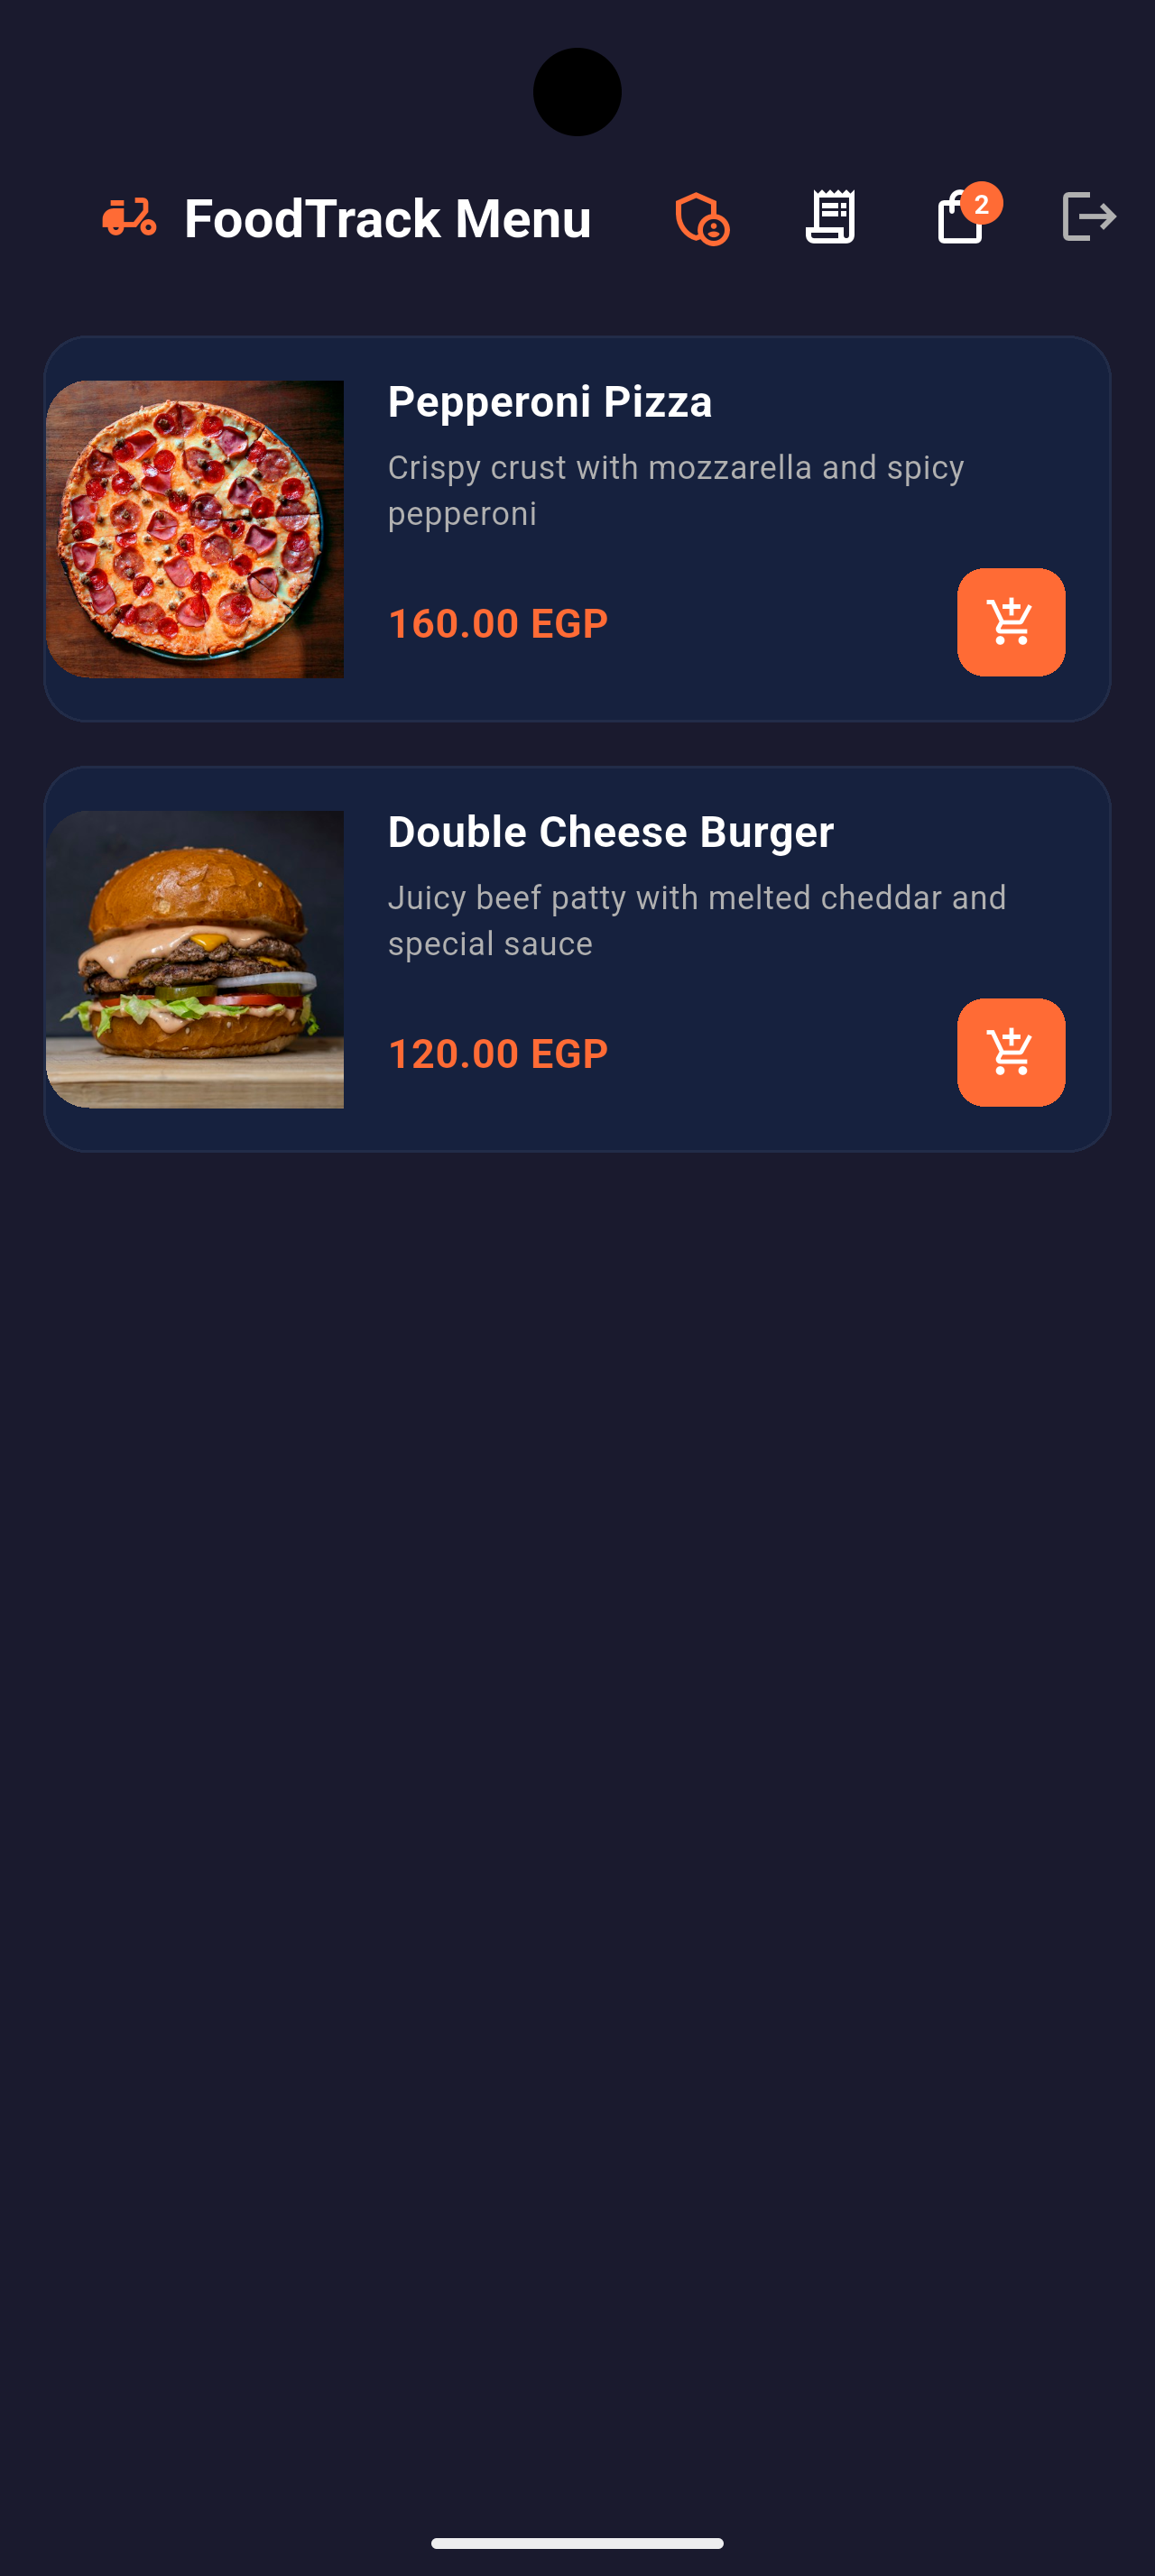 FoodTrack Menu
2
Pepperoni Pizza
Crispy crust with mozzarella and spicy
pepperoni
160.00 EGP
Double Cheese Burger
Juicy beef patty with melted cheddar and
special sauce
120.00 EGP